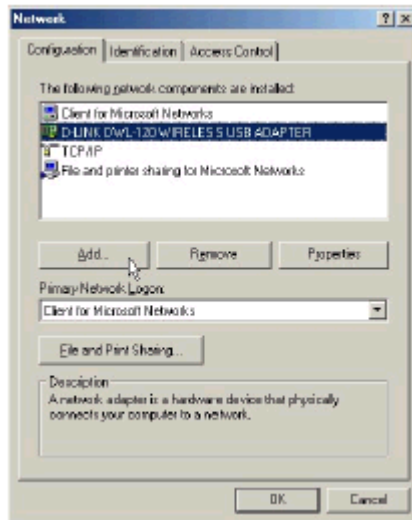 Network
? x
Configuration Identification Access Control
The following network components are installed:
Client for Microsoft Networks
D-LINK DWL-120 WIRELESS USB ADAPTER
TCP/IP
File and printer sharing for Microsoft Networks
Add... Remove Properties
Primary Network Logon:
Client for Microsoft Networks
File and Print Sharing...
Description
A network adapter is a hardware device that physically
connects your computer to a network.
OK Cancel